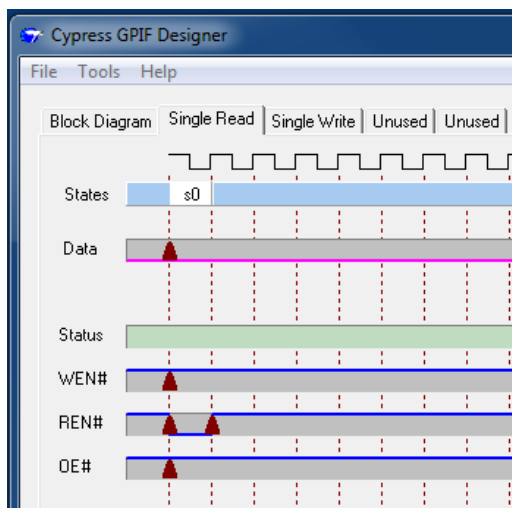 Cypress GPIF Designer
File Tools Help
Block Diagram Single Read Single Write Unused Unused
States s0
Data
Status
WEN#
REN#
OE#